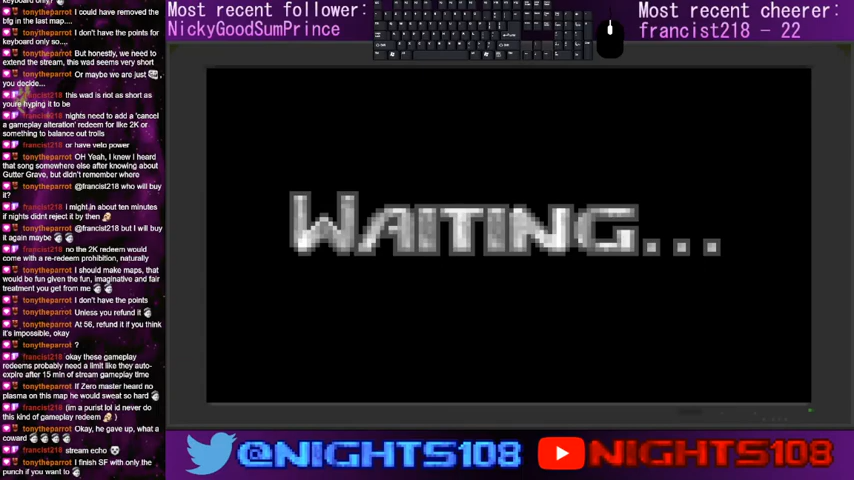 keyboard only?
tonytheparrot I could have removed the
bfg in the last map...
tonytheparrot I don't have the points for
keyboard only so....
tonytheparrot But honestly, we need to
extend the stream, this wad seems very short
tonytheparrot Or maybe we are just
you decide...
francist218 this wad is not as short as
youre hyping it to be
francist218 nights need to add a 'cancel
a gameplay alteration' redeem for like 2K or
something to balance out trolls
francist218 or have velo power
tonytheparrot OH Yeah, I knew I heard
that song somewhere else after knowing about
Gutter Grave, but didn't remember where
tonytheparrot @francist218 who will buy
it?
francist218 i might in about ten minutes
if nights didnt reject it by then
tonytheparrot @francist218 but I will buy
it again maybe
francist218 no the 2K redeem would
come with a re-redeem prohibition, naturally
tonytheparrot I should make maps, that
would be fun given the fun, imaginative and fair
treatment you get from me
tonytheparrot I don't have the points
tonytheparrot Unless you refund it
tonytheparrot At 56, refund it if you think
it's impossible, okay
tonytheparrot ?
francist218 okay these gameplay
redeems probably need a limit like they auto-
expire after 15 min of stream gameplay time
tonytheparrot If Zero master heard no
plasma on this map he would sweat so hard
francist218 (im a purist lol id never do
this kind of gameplay redeem )
tonytheparrot Okay, he gave up, what a
coward
francist218 stream echo
tonytheparrot I finish SF with only the
punch if you want to
Most recent follower:
NickyGoodSumPrince
Most recent cheerer:
francist218 - 22
WAITING...
@NIGHTS108
NIGHTS108